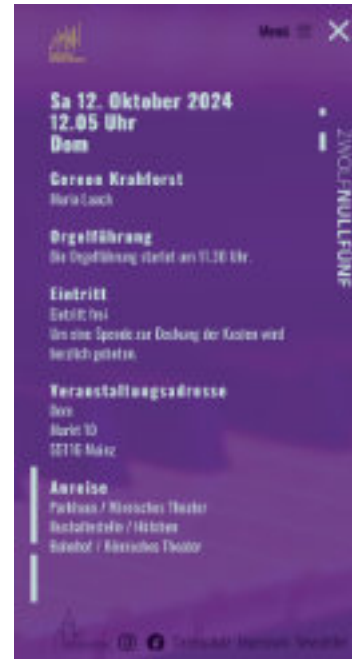 Menü
Sa 12. Oktober 2024
12.05 Uhr
Dom
ZWÖLFNULLFÜNF
Gereon Krahforst
Maria Laach
Orgelführung
Die Orgelführung startet um 11.30 Uhr.
Eintritt
Eintritt frei
Um eine Spende zur Deckung der Kosten wird
herzlich gebeten.
Veranstaltungsadresse
Dom
Markt 10
55116 Mainz
Anreise
Parkhaus / Römisches Theater
Bushaltestelle / Höfchen
Bahnhof / Römisches Theater
Newsletter